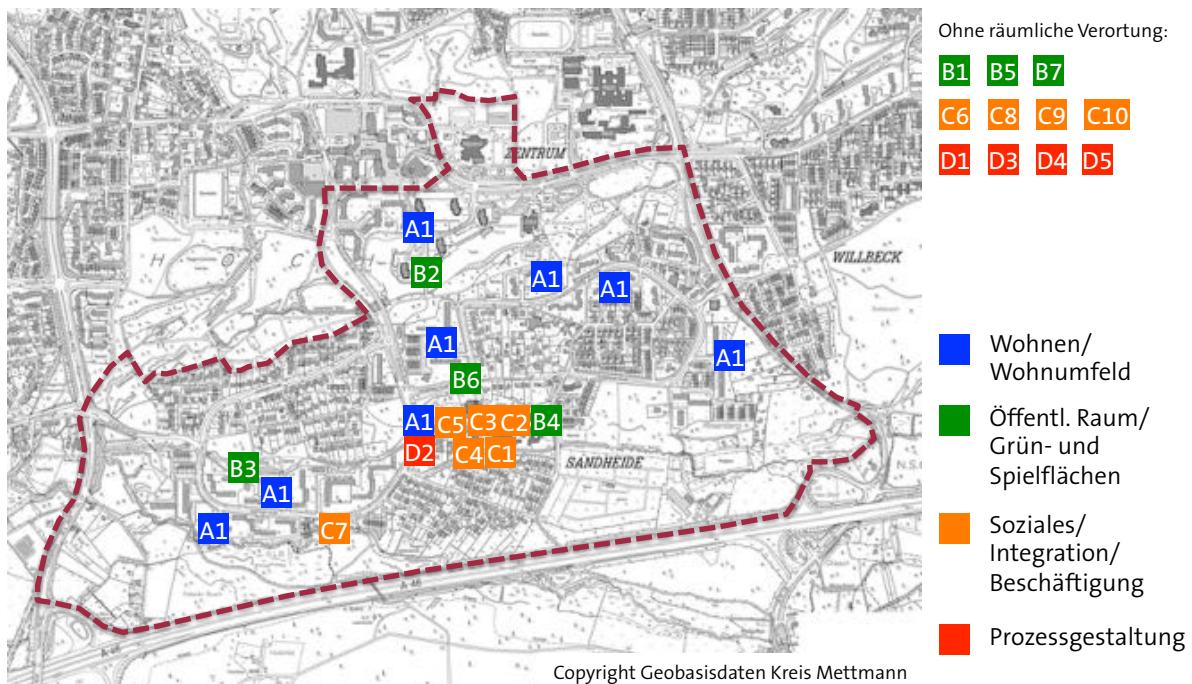 Ohne räumliche Verortung:
B1 B5 B7
C6 C8 C9 C10
D1 D3 D4 D5
ZENTRUM
WILLBECK
H O C H
A1
B2
A1
A1
A1
A1
B6
A1 C5 C3 C2 B4
D2 C4 C1
SANDHEIDE
B3
A1
A1
C7
Wohnen/
Wohnumfeld
Öffentl. Raum/
Grün- und
Spielflächen
Soziales/
Integration/
Beschäftigung
Prozessgestaltung
Copyright Geobasisdaten Kreis Mettmann